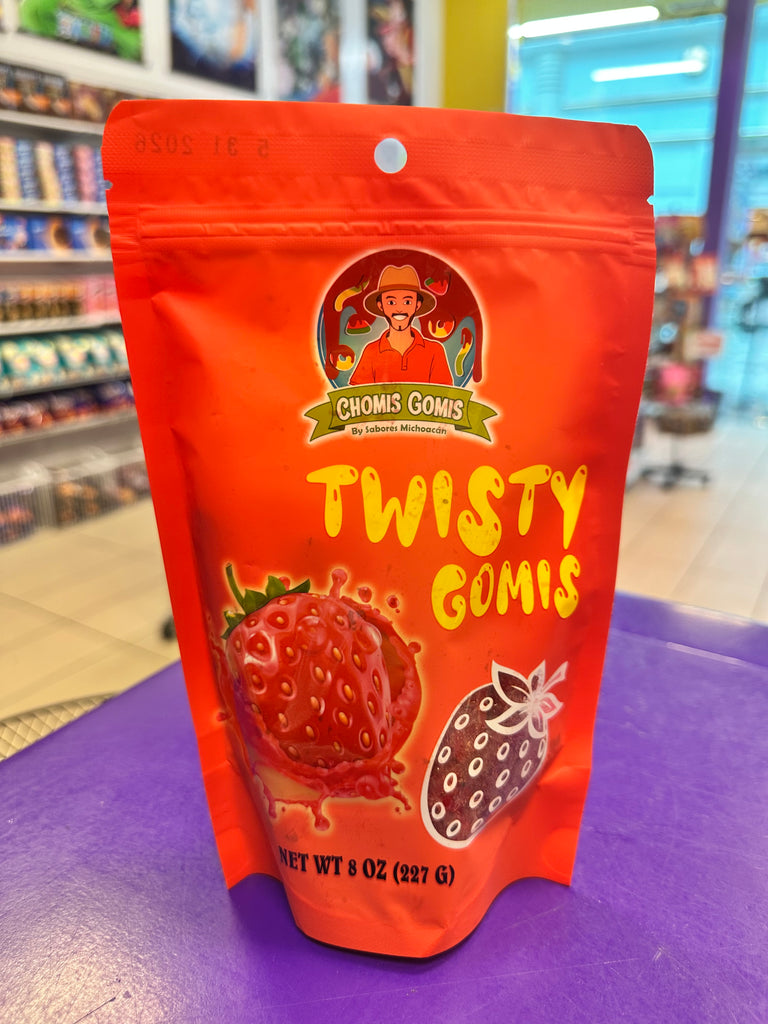 5 31 2026
CHOMIS GOMIS
By Sabores Michoacán
TWISTY
GOMIS
NET WT 8 OZ (227 G)